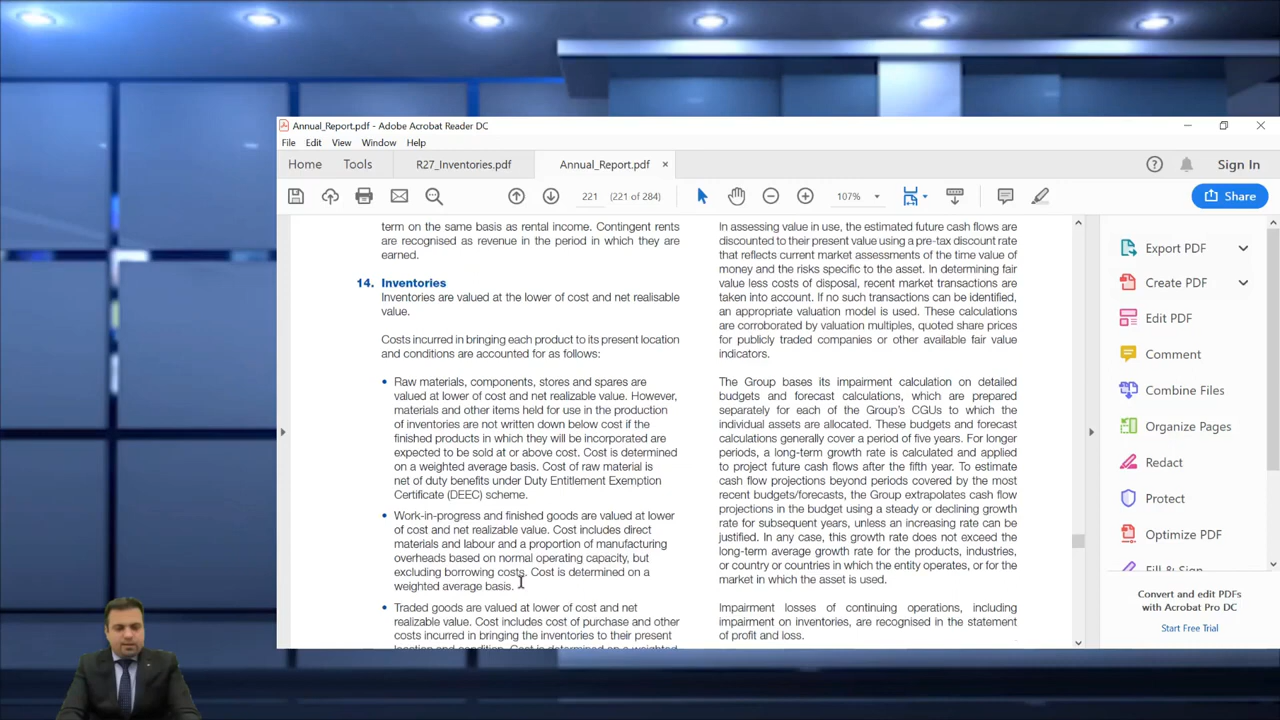 Annual_Report.pdf - Adobe Acrobat Reader DC
File Edit View Window Help
Home Tools R27_Inventories.pdf Annual_Report.pdf × Sign In
221 (221 of 284) 107% Share
term on the same basis as rental income. Contingent rents
are recognised as revenue in the period in which they are
earned.
14. Inventories
Inventories are valued at the lower of cost and net realisable
value.
Costs incurred in bringing each product to its present location
and conditions are accounted for as follows:
• Raw materials, components, stores and spares are
valued at lower of cost and net realizable value. However,
materials and other items held for use in the production
of inventories are not written down below cost if the
finished products in which they will be incorporated are
expected to be sold at or above cost. Cost is determined
on a weighted average basis. Cost of raw material is
net of duty benefits under Duty Entitlement Exemption
Certificate (DEEC) scheme.
• Work-in-progress and finished goods are valued at lower
of cost and net realizable value. Cost includes direct
materials and labour and a proportion of manufacturing
overheads based on normal operating capacity, but
excluding borrowing costs. Cost is determined on a
weighted average basis.
• Traded goods are valued at lower of cost and net
realizable value. Cost includes cost of purchase and other
costs incurred in bringing the inventories to their present
location and condition. Cost is determined on a weighted
In assessing value in use, the estimated future cash flows are
discounted to their present value using a pre-tax discount rate
that reflects current market assessments of the time value of
money and the risks specific to the asset. In determining fair
value less costs of disposal, recent market transactions are
taken into account. If no such transactions can be identified,
an appropriate valuation model is used. These calculations
are corroborated by valuation multiples, quoted share prices
for publicly traded companies or other available fair value
indicators.
The Group bases its impairment calculation on detailed
budgets and forecast calculations, which are prepared
separately for each of the Group's CGUs to which the
individual assets are allocated. These budgets and forecast
calculations generally cover a period of five years. For longer
periods, a long-term growth rate is calculated and applied
to project future cash flows after the fifth year. To estimate
cash flow projections beyond periods covered by the most
recent budgets/forecasts, the Group extrapolates cash flow
projections in the budget using a steady or declining growth
rate for subsequent years, unless an increasing rate can be
justified. In any case, this growth rate does not exceed the
long-term average growth rate for the products, industries,
or country or countries in which the entity operates, or for the
market in which the asset is used.
Impairment losses of continuing operations, including
impairment on inventories, are recognised in the statement
of profit and loss.
Export PDF
Create PDF
Edit PDF
Comment
Combine Files
Organize Pages
Redact
Protect
Optimize PDF
Fill & Sign
Convert and edit PDFs
with Acrobat Pro DC
Start Free Trial